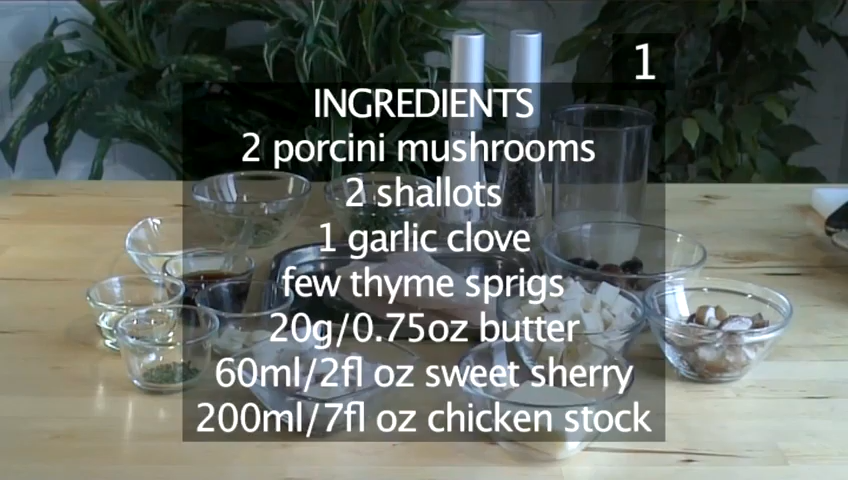 1
INGREDIENTS
2 porcini mushrooms
2 shallots
1 garlic clove
few thyme sprigs
20g/0.75oz butter
60ml/2fl oz sweet sherry
200ml/7fl oz chicken stock